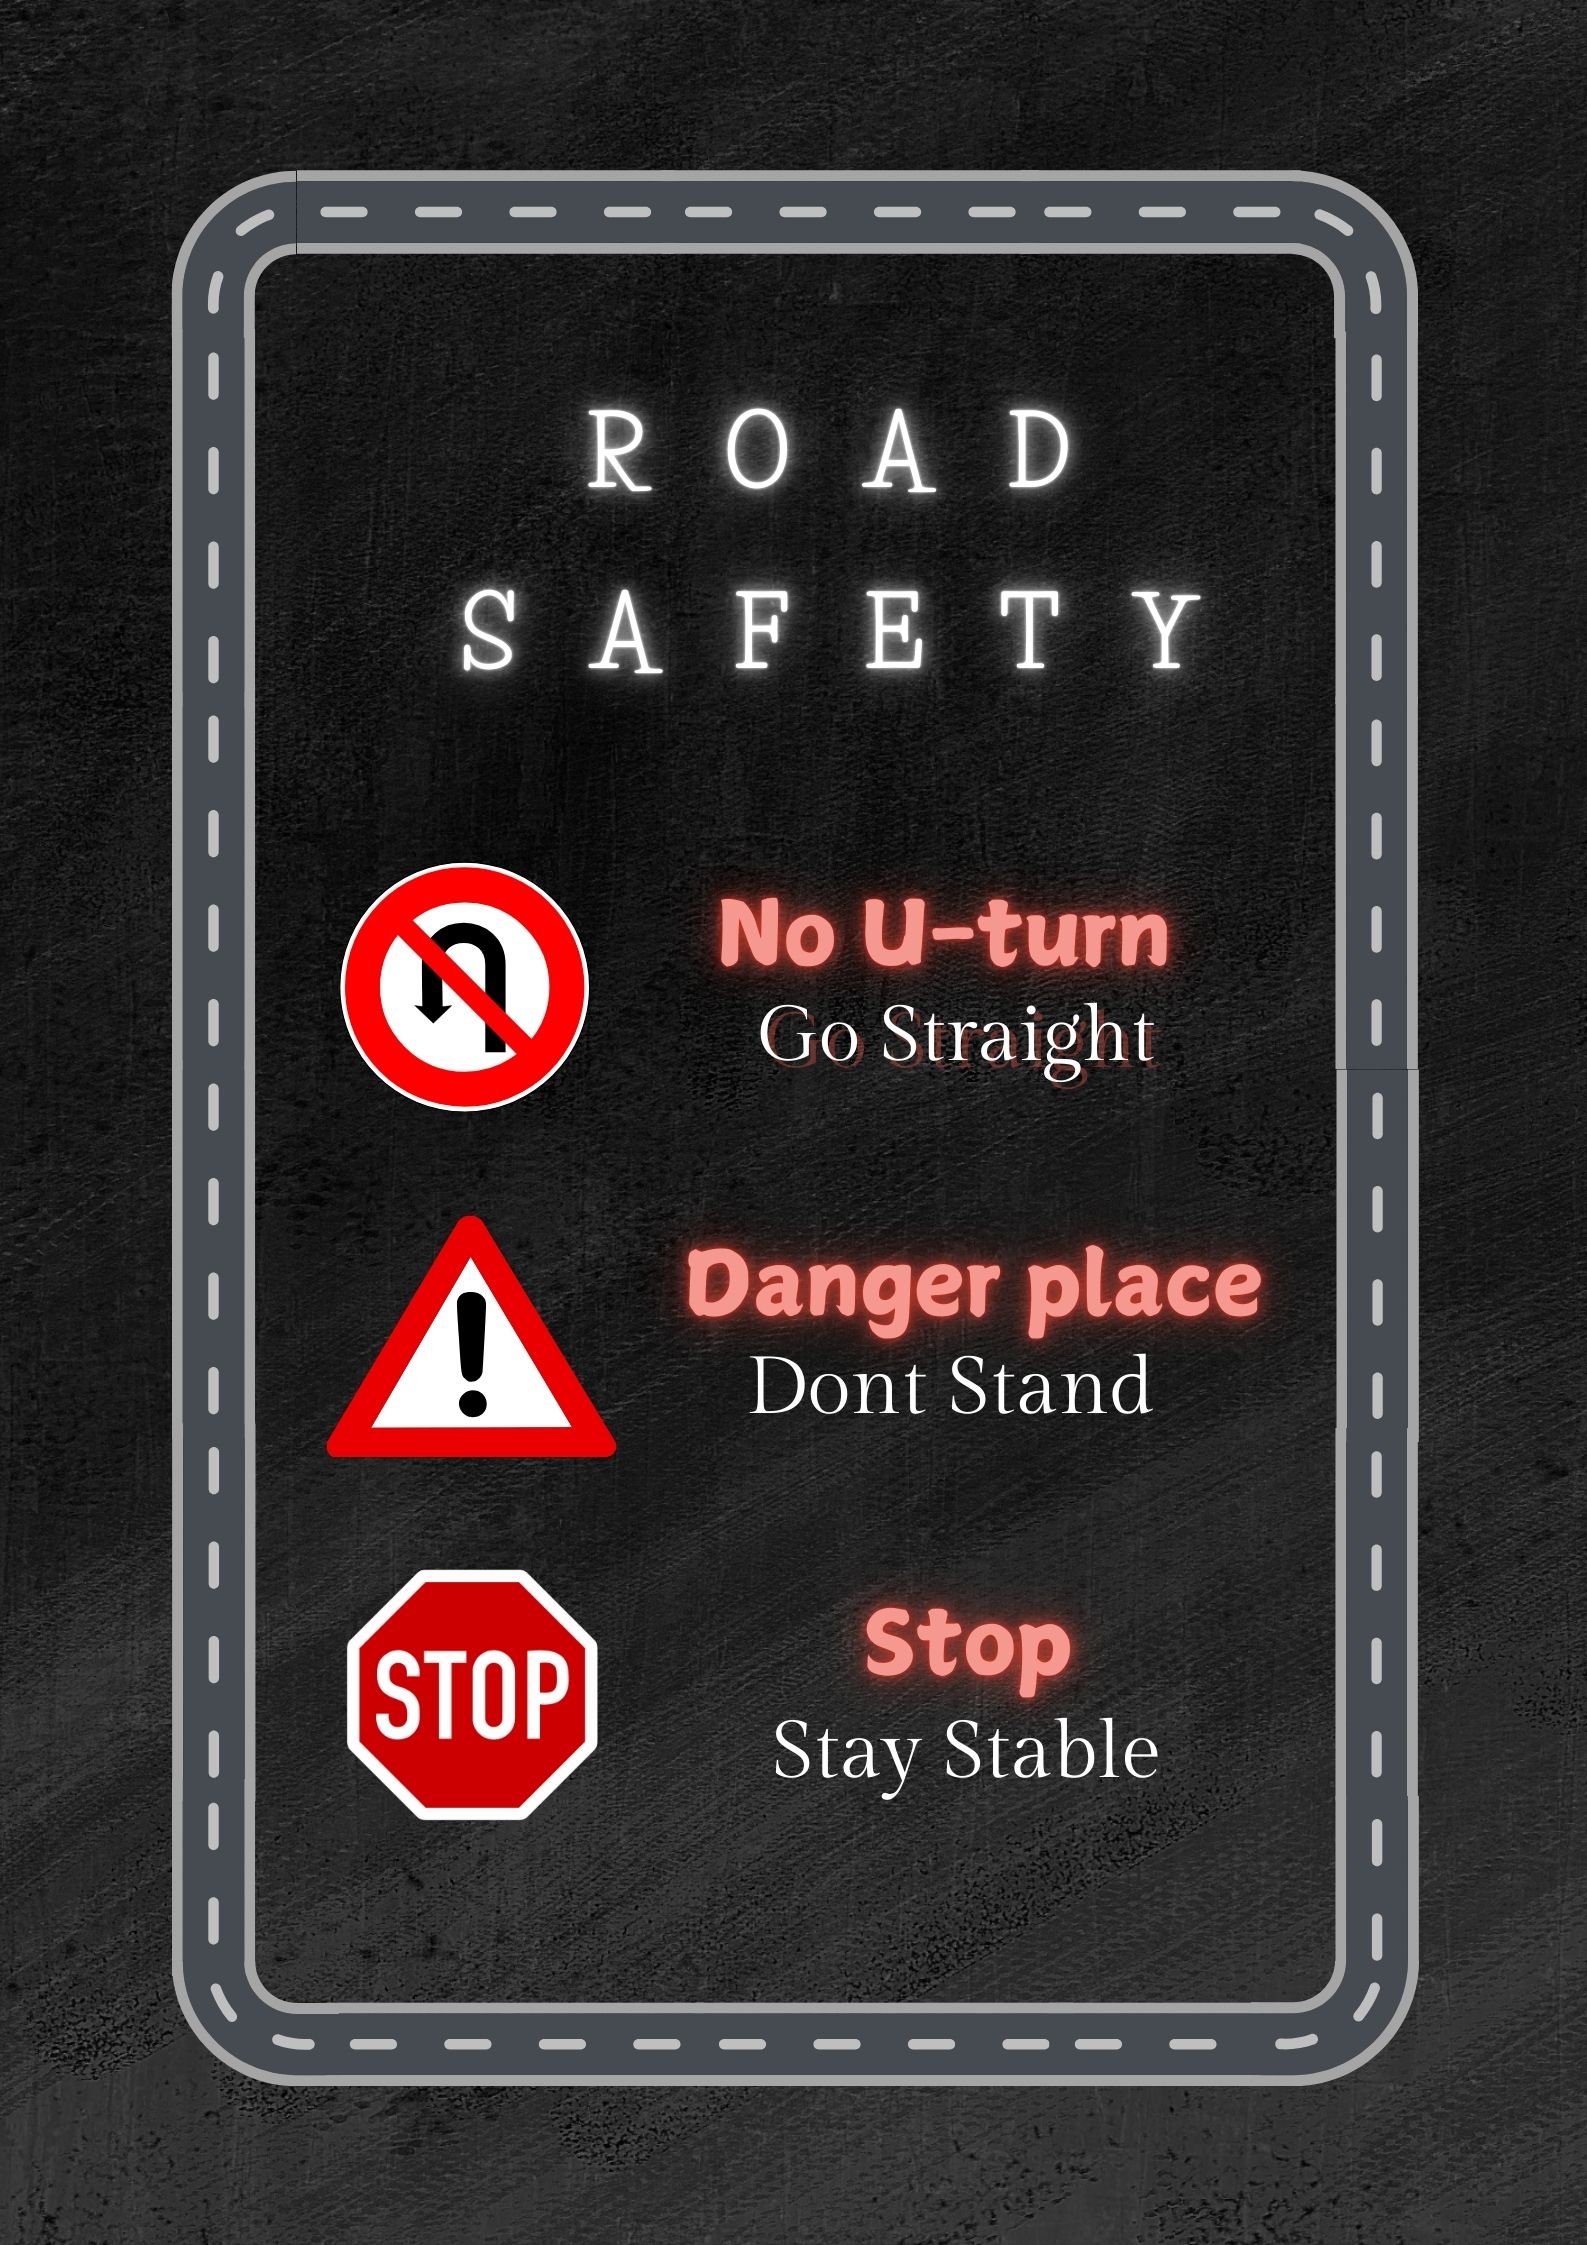 ROAD
SAFETY
No U-turn
Go Straight
Danger place
Dont Stand
STOP
Stop
Stay Stable